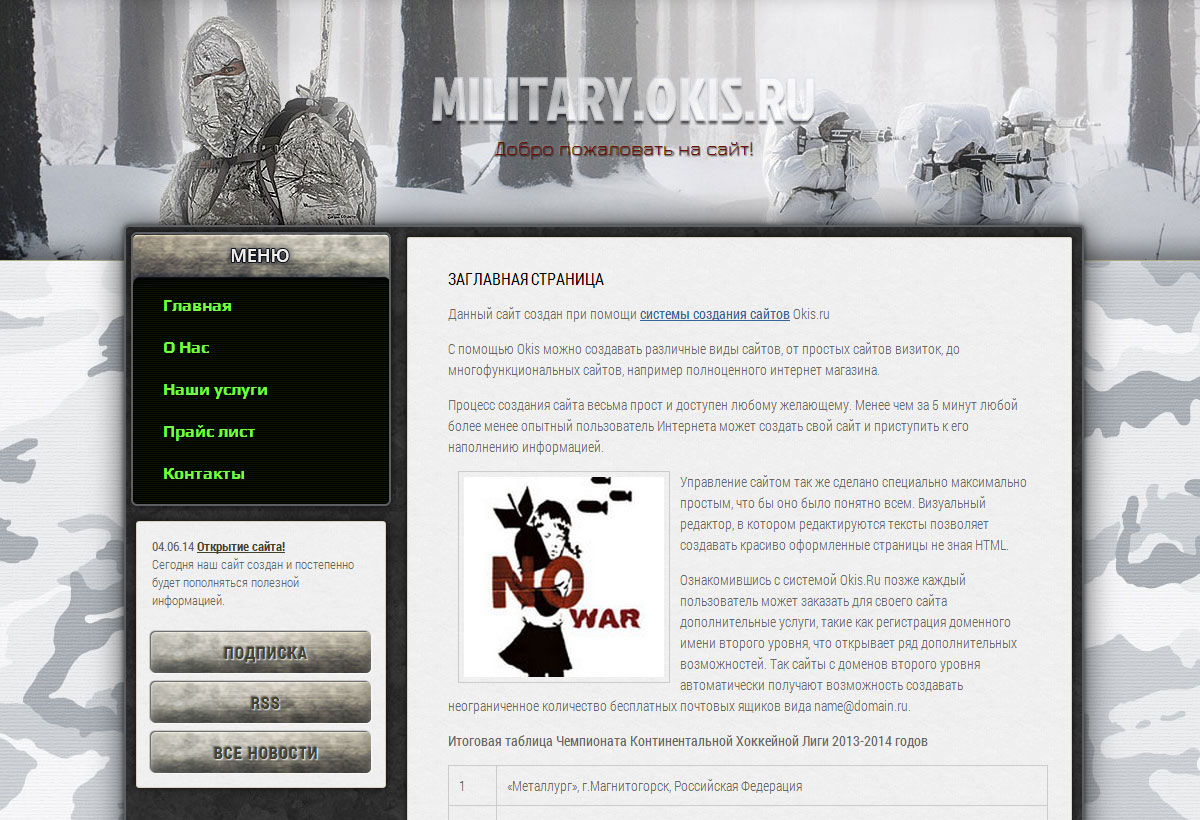 MILITARY.OKIS.RU
Добро пожаловать на сайт!
МЕНЮ
Главная
О Нас
Наши услуги
Прайс лист
Контакты
04.06.14 Открытие сайта!
Сегодня наш сайт создан и постепенно
будет пополняться полезной
информацией.
ПОДПИСКА
RSS
ВСЕ НОВОСТИ
ЗАГЛАВНАЯ СТРАНИЦА
Данный сайт создан при помощи системы создания сайтов Okis.ru
С помощью Okis можно создавать различные виды сайтов, от простых сайтов визиток, до
многофункциональных сайтов, например полноценного интернет магазина.
Процесс создания сайта весьма прост и доступен любому желающему. Менее чем за 5 минут любой
более менее опытный пользователь Интернета может создать свой сайт и приступить к его
наполнению информацией.
NO
WAR
Управление сайтом так же сделано специально максимально
простым, что бы оно было понятно всем. Визуальный
редактор, в котором редактируются тексты позволяет
создавать красиво оформленные страницы не зная HTML.
Ознакомившись с системой Okis.Ru позже каждый
пользователь может заказать для своего сайта
дополнительные услуги, такие как регистрация доменного
имени второго уровня, что открывает ряд дополнительных
возможностей. Так сайты с доменов второго уровня
автоматически получают возможность создавать
неограниченное количество бесплатных почтовых ящиков вида name@domain.ru.
Итоговая таблица Чемпионата Континентальной Хоккейной Лиги 2013-2014 годов
1 «Металлург», г.Магнитогорск, Российская Федерация